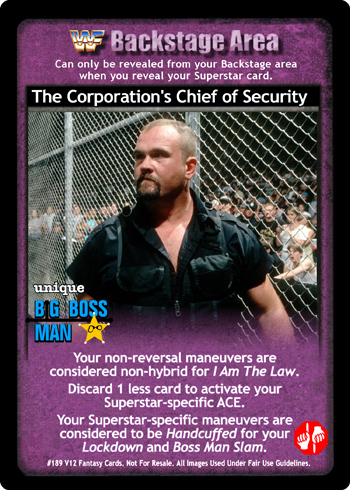 WF Backstage Area
Can only be revealed from your Backstage area
when you reveal your Superstar card.
The Corporation's Chief of Security
unique
BIG BOSS
MAN
Your non-reversal maneuvers are
considered non-hybrid for I Am The Law.
Discard 1 less card to activate your
Superstar-specific ACE.
Your Superstar-specific maneuvers are
considered to be Handcuffed for your
Lockdown and Boss Man Slam.
#189 V12 Fantasy Cards. Not For Resale. All Images Used Under Fair Use Guidelines.